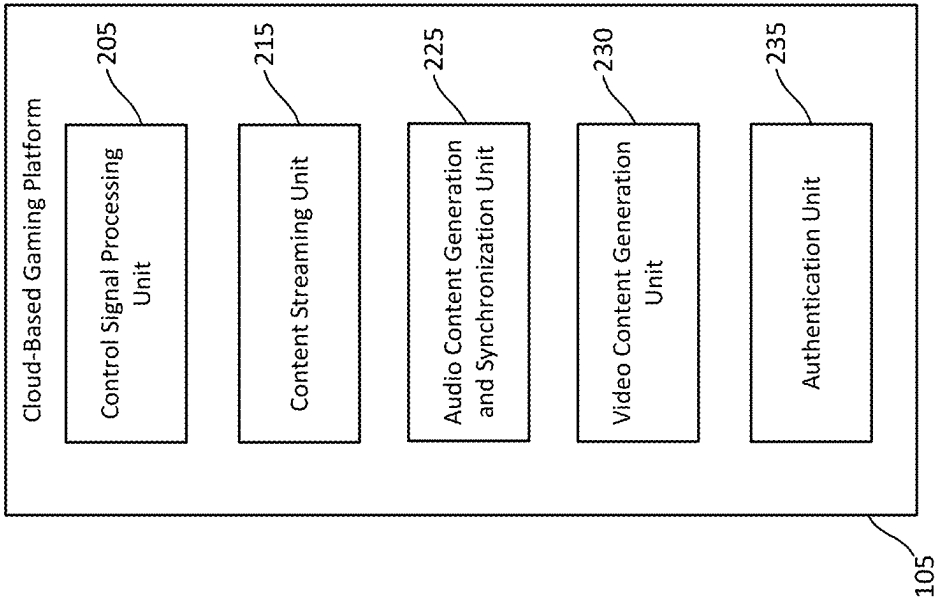 Cloud-Based Gaming Platform
Control Signal Processing
Unit
205
Content Streaming Unit
215
Audio Content Generation
and Synchronization Unit
225
Video Content Generation
Unit
230
Authentication Unit
235
105